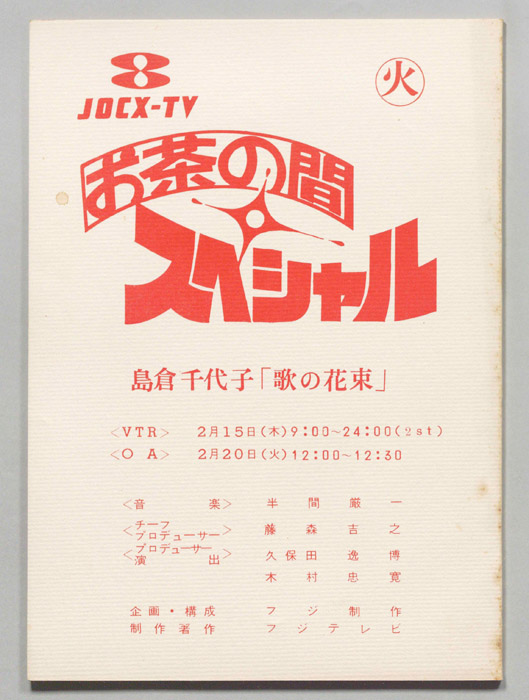 8
JOCX-TV
火
お茶の間
スペシャル
島倉千代子「歌の花束」
<VTR> 2月15日(木)9:00~24:00(2st)
<O A> 2月20日(火)12:00~12:30
<音楽> 半間厳一
<チーフ
プロデューサー> 藤森吉之
<プロデューサー
演出> 久保田逸博
木村忠寛
企画・構成 フジ制作
制作著作 フジテレビ